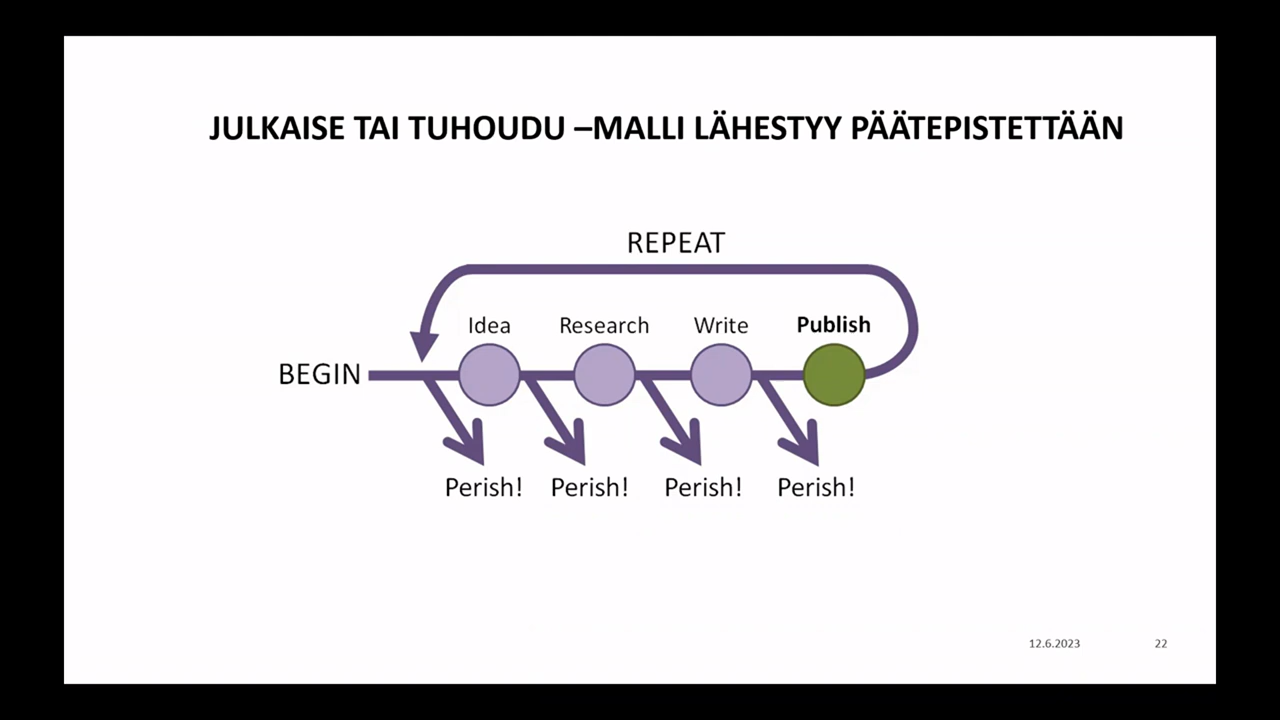 JULKAISE TAI TUHOUDU –MALLI LÄHESTYY PÄÄTEPISTETTÄÄN
REPEAT
Idea Research Write Publish
BEGIN
Perish! Perish! Perish! Perish!
12.6.2023 22